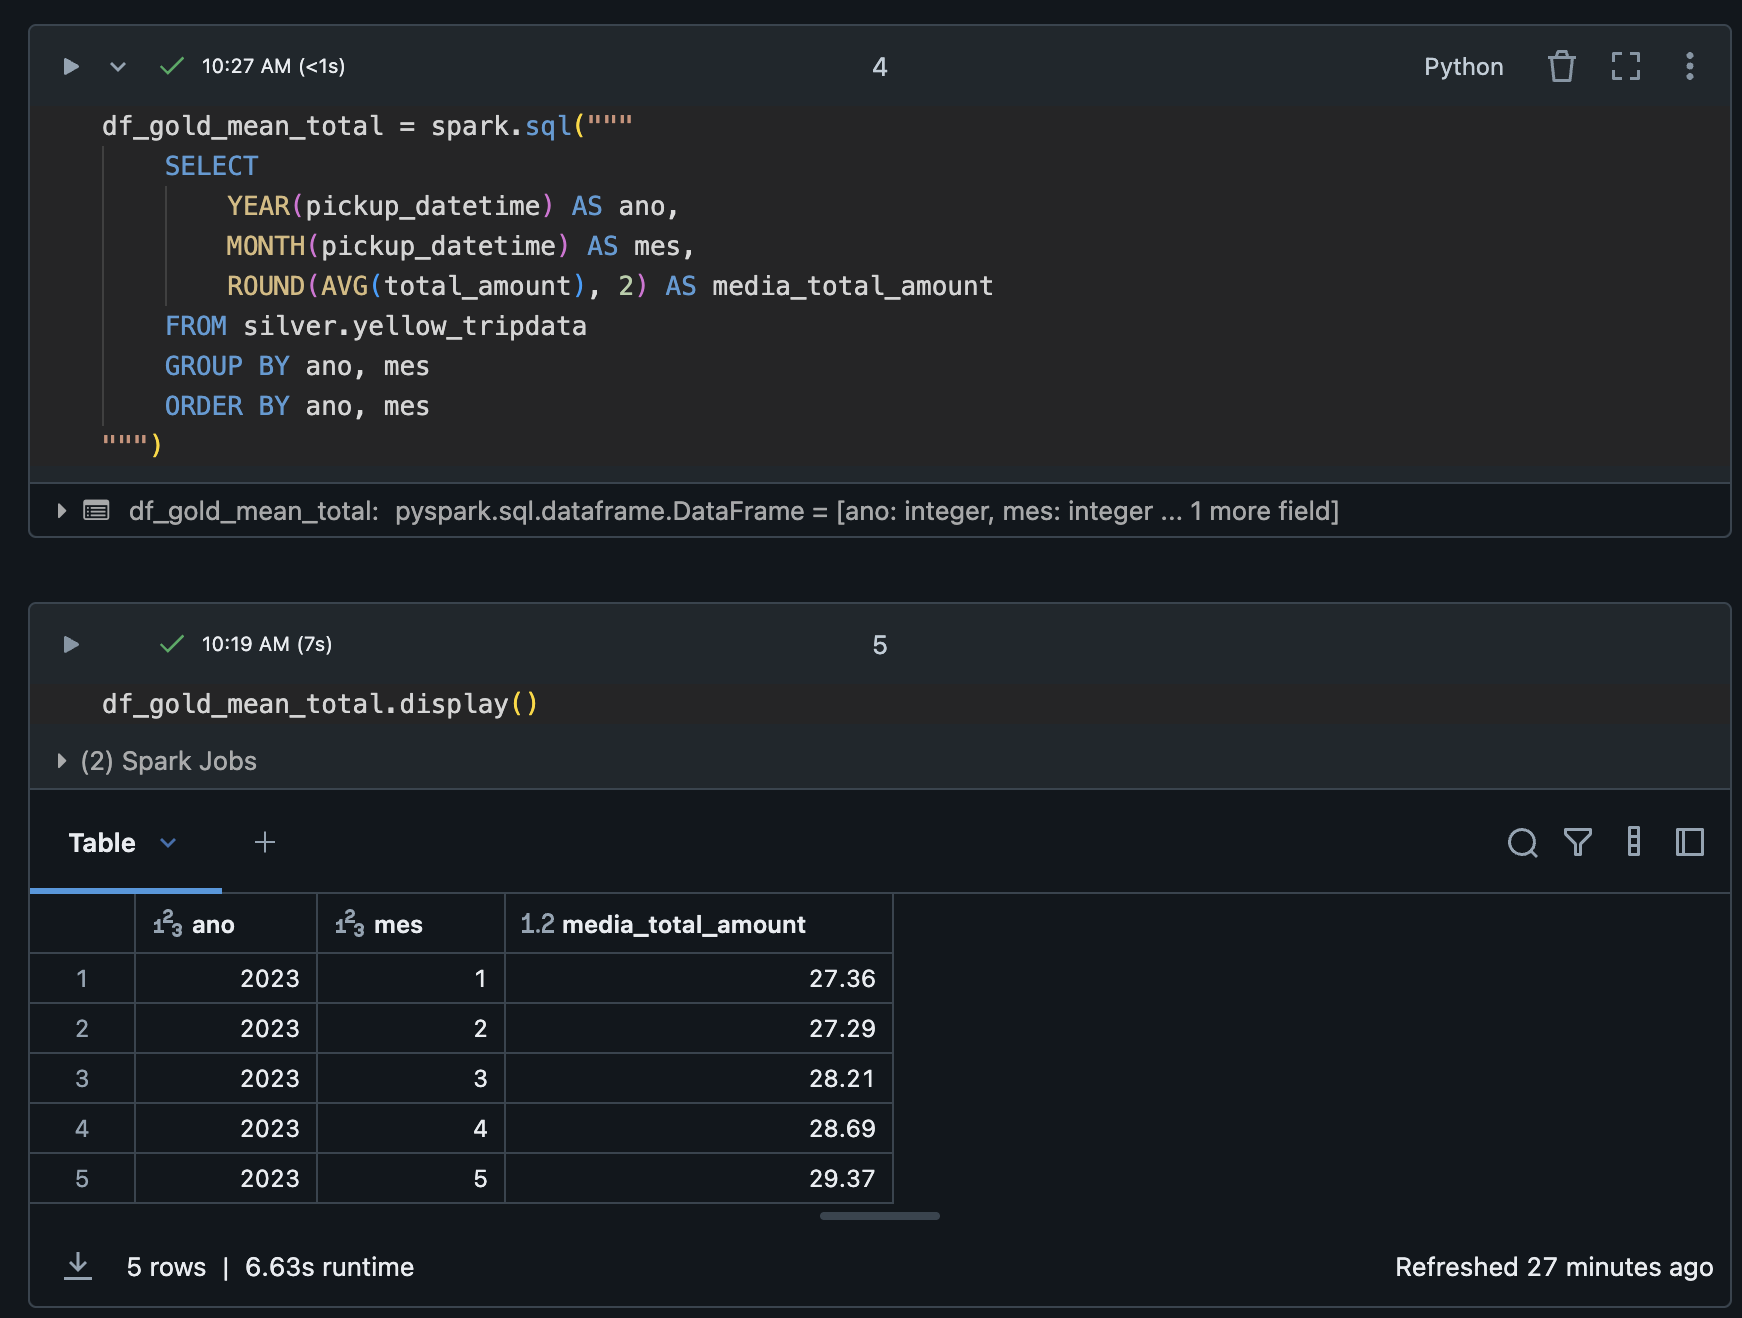 10:27 AM (<1s) 4 Python
df_gold_mean_total = spark.sql("""
SELECT
YEAR(pickup_datetime) AS ano,
MONTH(pickup_datetime) AS mes,
ROUND(AVG(total_amount), 2) AS media_total_amount
FROM silver.yellow_tripdata
GROUP BY ano, mes
ORDER BY ano, mes
""")
df_gold_mean_total: pyspark.sql.dataframe.DataFrame = [ano: integer, mes: integer ... 1 more field]
10:19 AM (7s) 5
df_gold_mean_total.display()
(2) Spark Jobs
Table +
123 ano 123 mes 1.2 media_total_amount
1 2023 1 27.36
2 2023 2 27.29
3 2023 3 28.21
4 2023 4 28.69
5 2023 5 29.37
5 rows | 6.63s runtime Refreshed 27 minutes ago